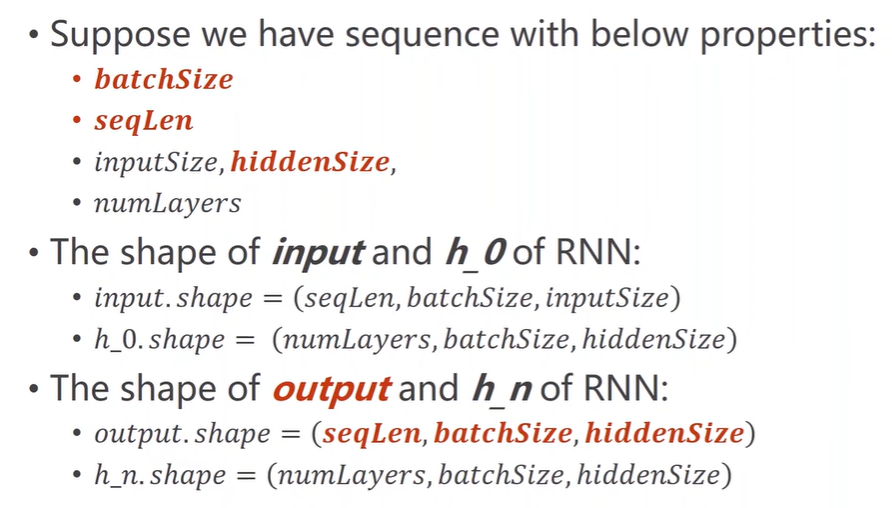 • Suppose we have sequence with below properties:
• batchSize
• seqLen
• inputSize, hiddenSize,
• numLayers
• The shape of input and h_0 of RNN:
• input.shape = (seqLen, batchSize, inputSize)
• h_0.shape = (numLayers, batchSize, hiddenSize)
• The shape of output and h_n of RNN:
• output.shape = (seqLen, batchSize, hiddenSize)
• h_n.shape = (numLayers, batchSize, hiddenSize)